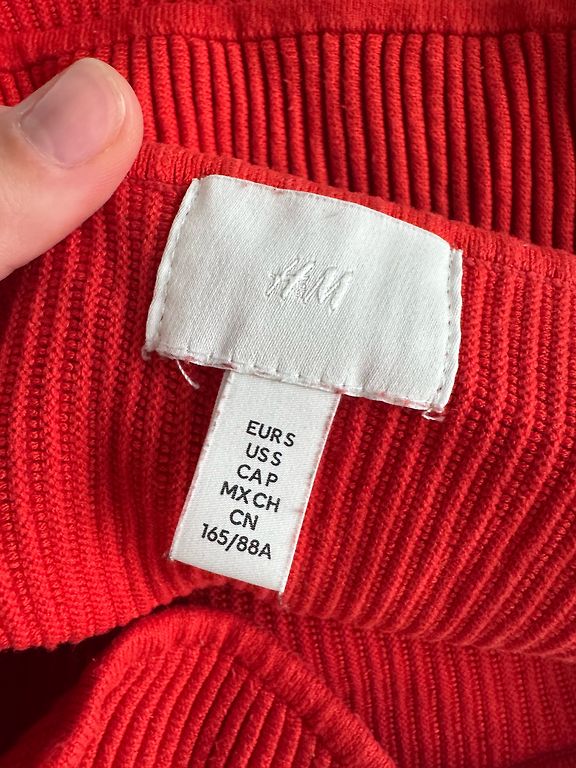 H&M
EUR S
US S
CA P
MX CH
CN
165/88A